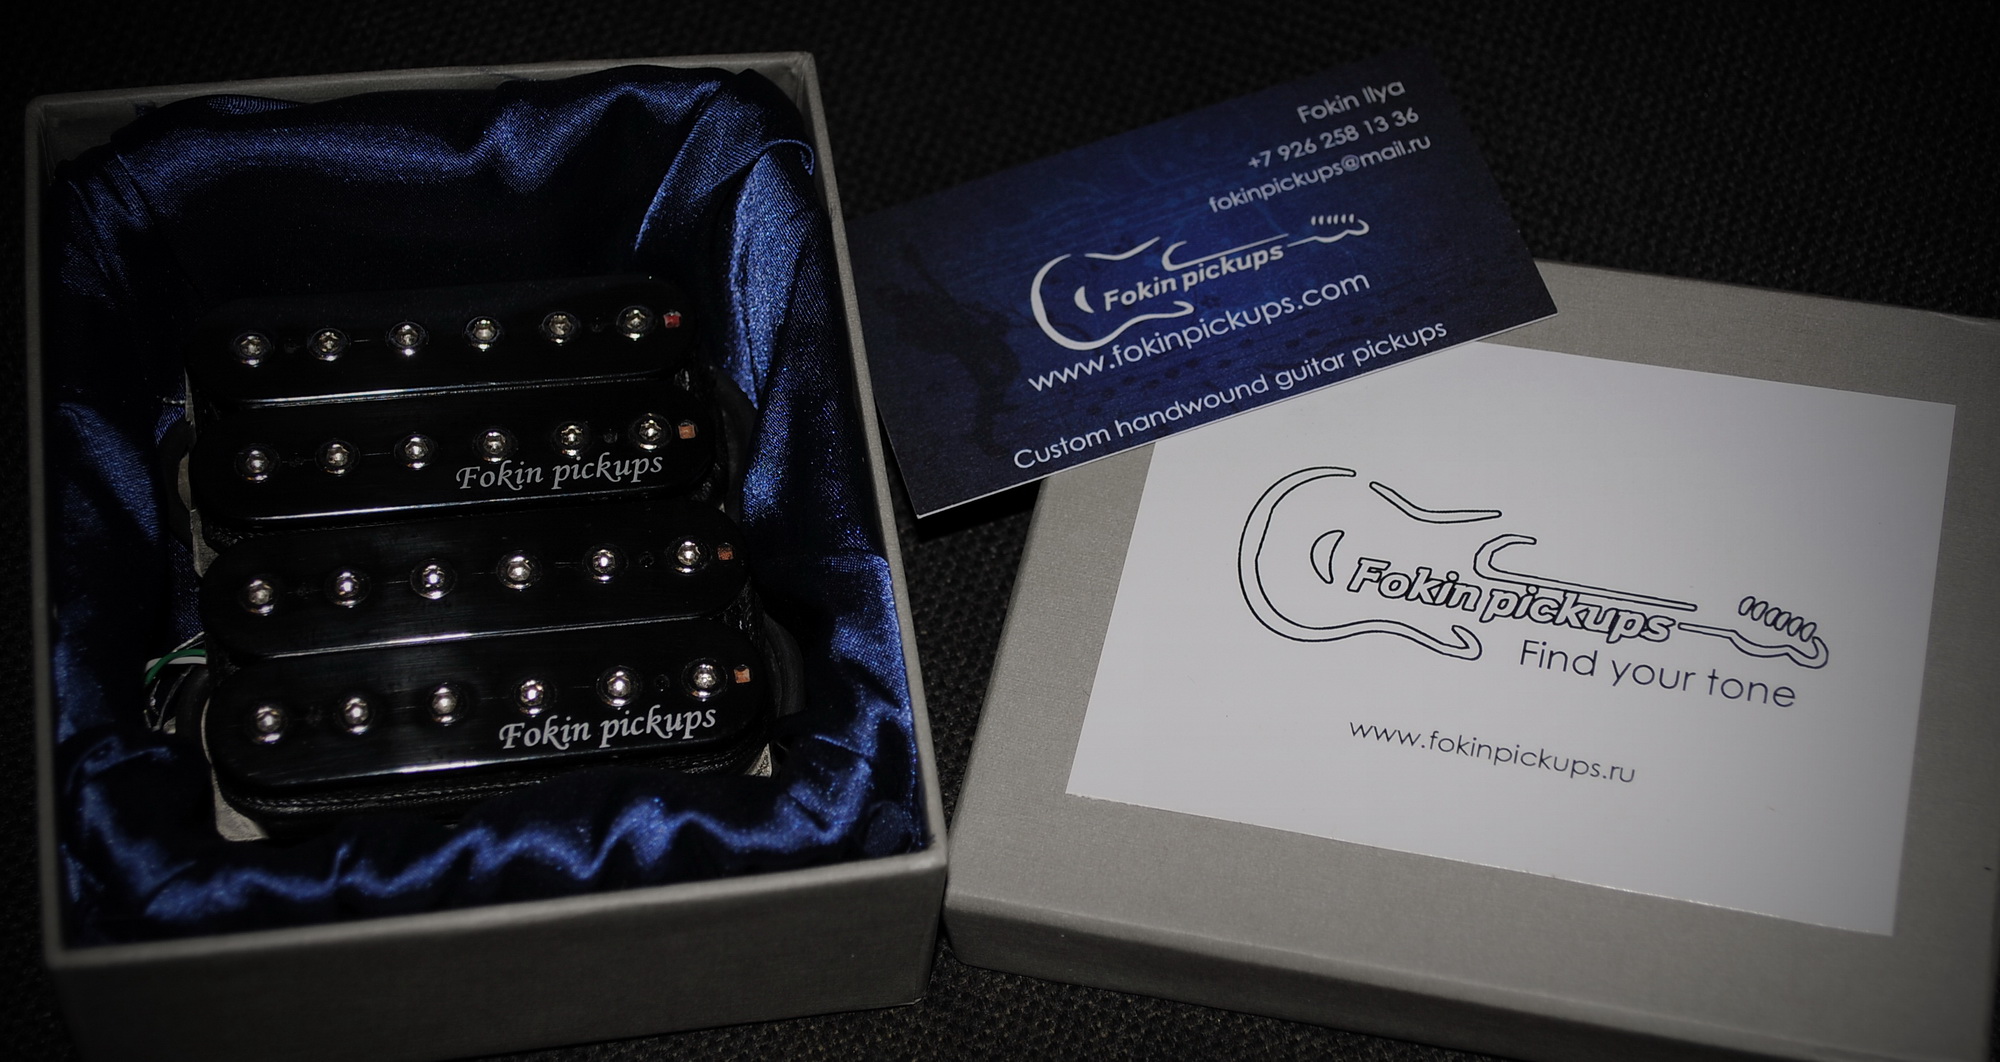 Fokin pickups
Fokin pickups
Fokin Ilya
+7 926 258 13 36
fokinpickups@mail.ru
Fokin pickups
www.fokinpickups.com
Custom handwound guitar pickups
Fokin pickups
Find your tone
www.fokinpickups.ru